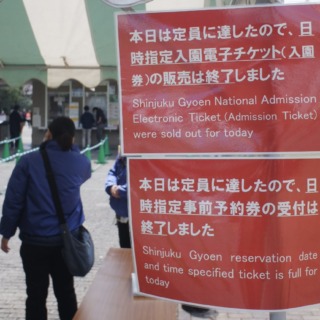 本日は定員に達したので、日
時指定入園電子チケット(入園
券)の販売は終了しました
Shinjuku Gyoen National Admission
Electronic Ticket (Admission Ticket)
were sold out for today
本日は定員に達したので、日
時指定事前予約券の受付は
終了しました
Shinjuku Gyoen reservation date
and time specified ticket is full for
today